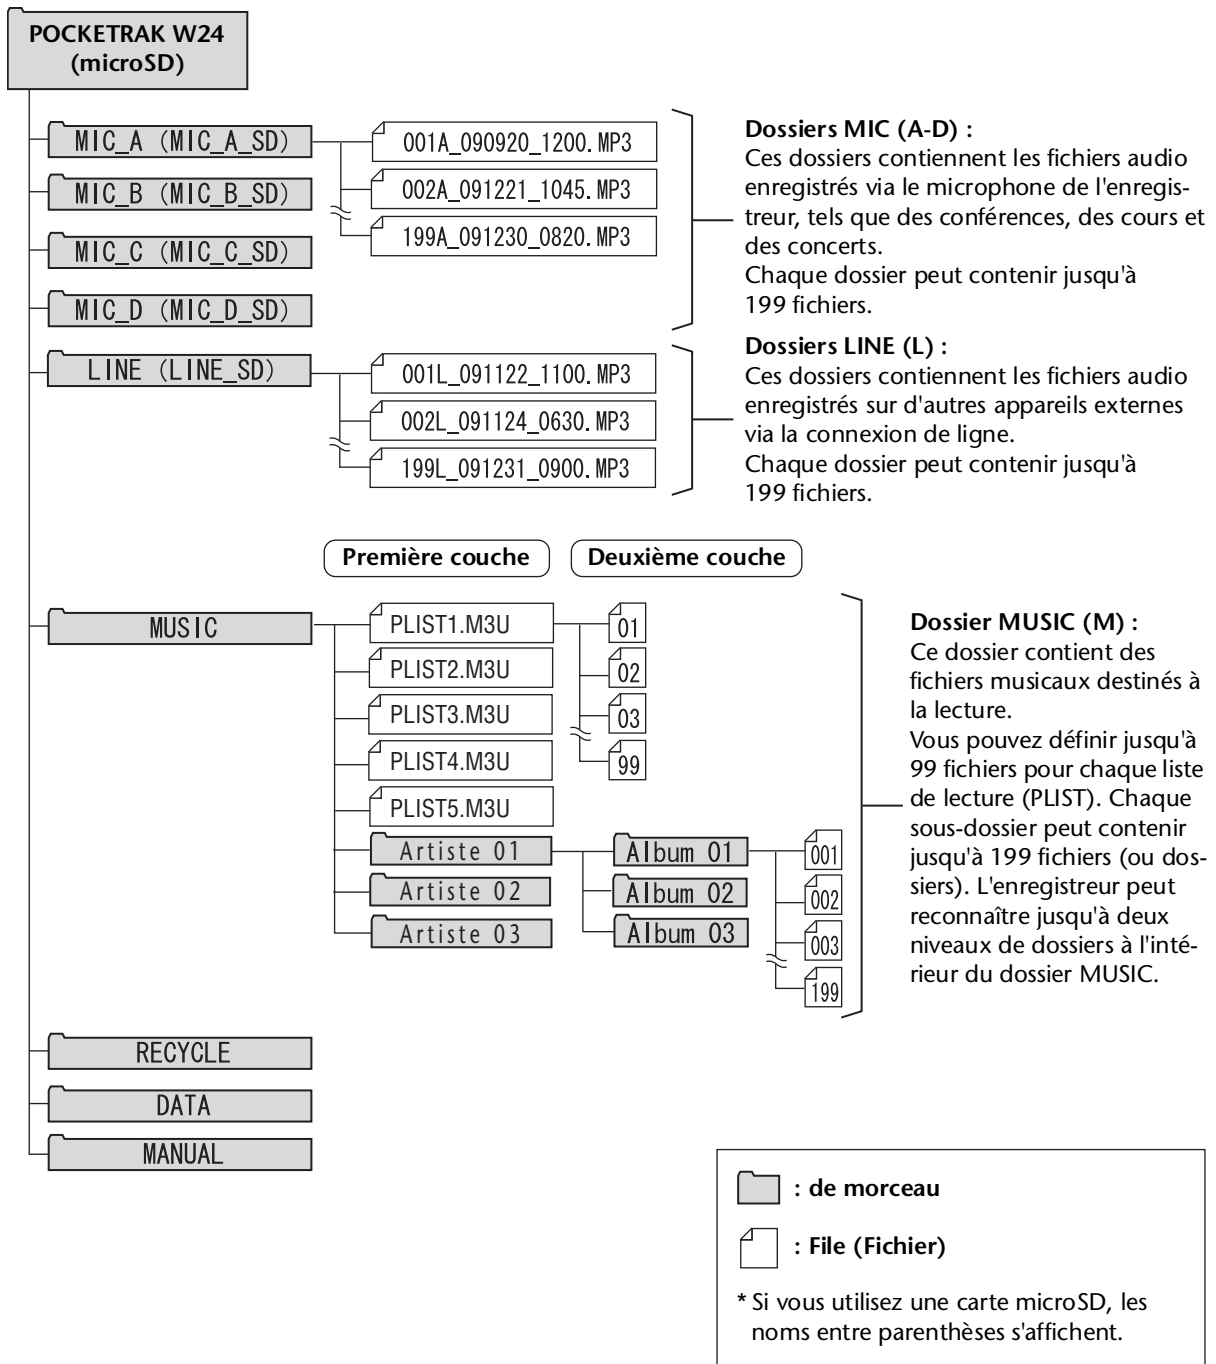 POCKETRAK W24
(microSD)
MIC_A (MIC_A_SD)
001A_090920_1200.MP3
MIC_B (MIC_B_SD)
002A_091221_1045.MP3
MIC_C (MIC_C_SD)
199A_091230_0820.MP3
MIC_D (MIC_D_SD)
Dossiers MIC (A-D) :
Ces dossiers contiennent les fichiers audio
enregistrés via le microphone de l'enregis-
treur, tels que des conférences, des cours et
des concerts.
Chaque dossier peut contenir jusqu'à
199 fichiers.
LINE (LINE_SD)
001L_091122_1100.MP3
002L_091124_0630.MP3
199L_091231_0900.MP3
Dossiers LINE (L) :
Ces dossiers contiennent les fichiers audio
enregistrés sur d'autres appareils externes
via la connexion de ligne.
Chaque dossier peut contenir jusqu'à
199 fichiers.
Première couche
Deuxième couche
MUSIC
PLIST1.M3U
01
PLIST2.M3U
02
PLIST3.M3U
03
PLIST4.M3U
99
PLIST5.M3U
Artiste 01
Album 01
001
Artiste 02
Album 02
002
Artiste 03
Album 03
003
199
Dossier MUSIC (M) :
Ce dossier contient des
fichiers musicaux destinés à
la lecture.
Vous pouvez définir jusqu'à
99 fichiers pour chaque liste
de lecture (PLIST). Chaque
sous-dossier peut contenir
jusqu'à 199 fichiers (ou dos-
siers). L'enregistreur peut
reconnaître jusqu'à deux
niveaux de dossiers à l'inté-
rieur du dossier MUSIC.
RECYCLE
DATA
MANUAL
: de morceau
: File (Fichier)
* Si vous utilisez une carte microSD, les
noms entre parenthèses s'affichent.